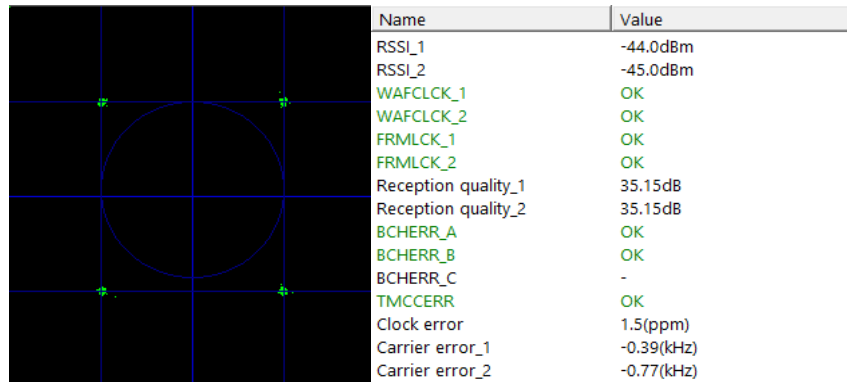 Name Value
RSSI_1 -44.0dBm
RSSI_2 -45.0dBm
WAFCLCK_1 OK
WAFCLCK_2 OK
FRMLCK_1 OK
FRMLCK_2 OK
Reception quality_1 35.15dB
Reception quality_2 35.15dB
BCHERR_A OK
BCHERR_B OK
BCHERR_C -
TMCCERR OK
Clock error 1.5(ppm)
Carrier error_1 -0.39(kHz)
Carrier error_2 -0.77(kHz)